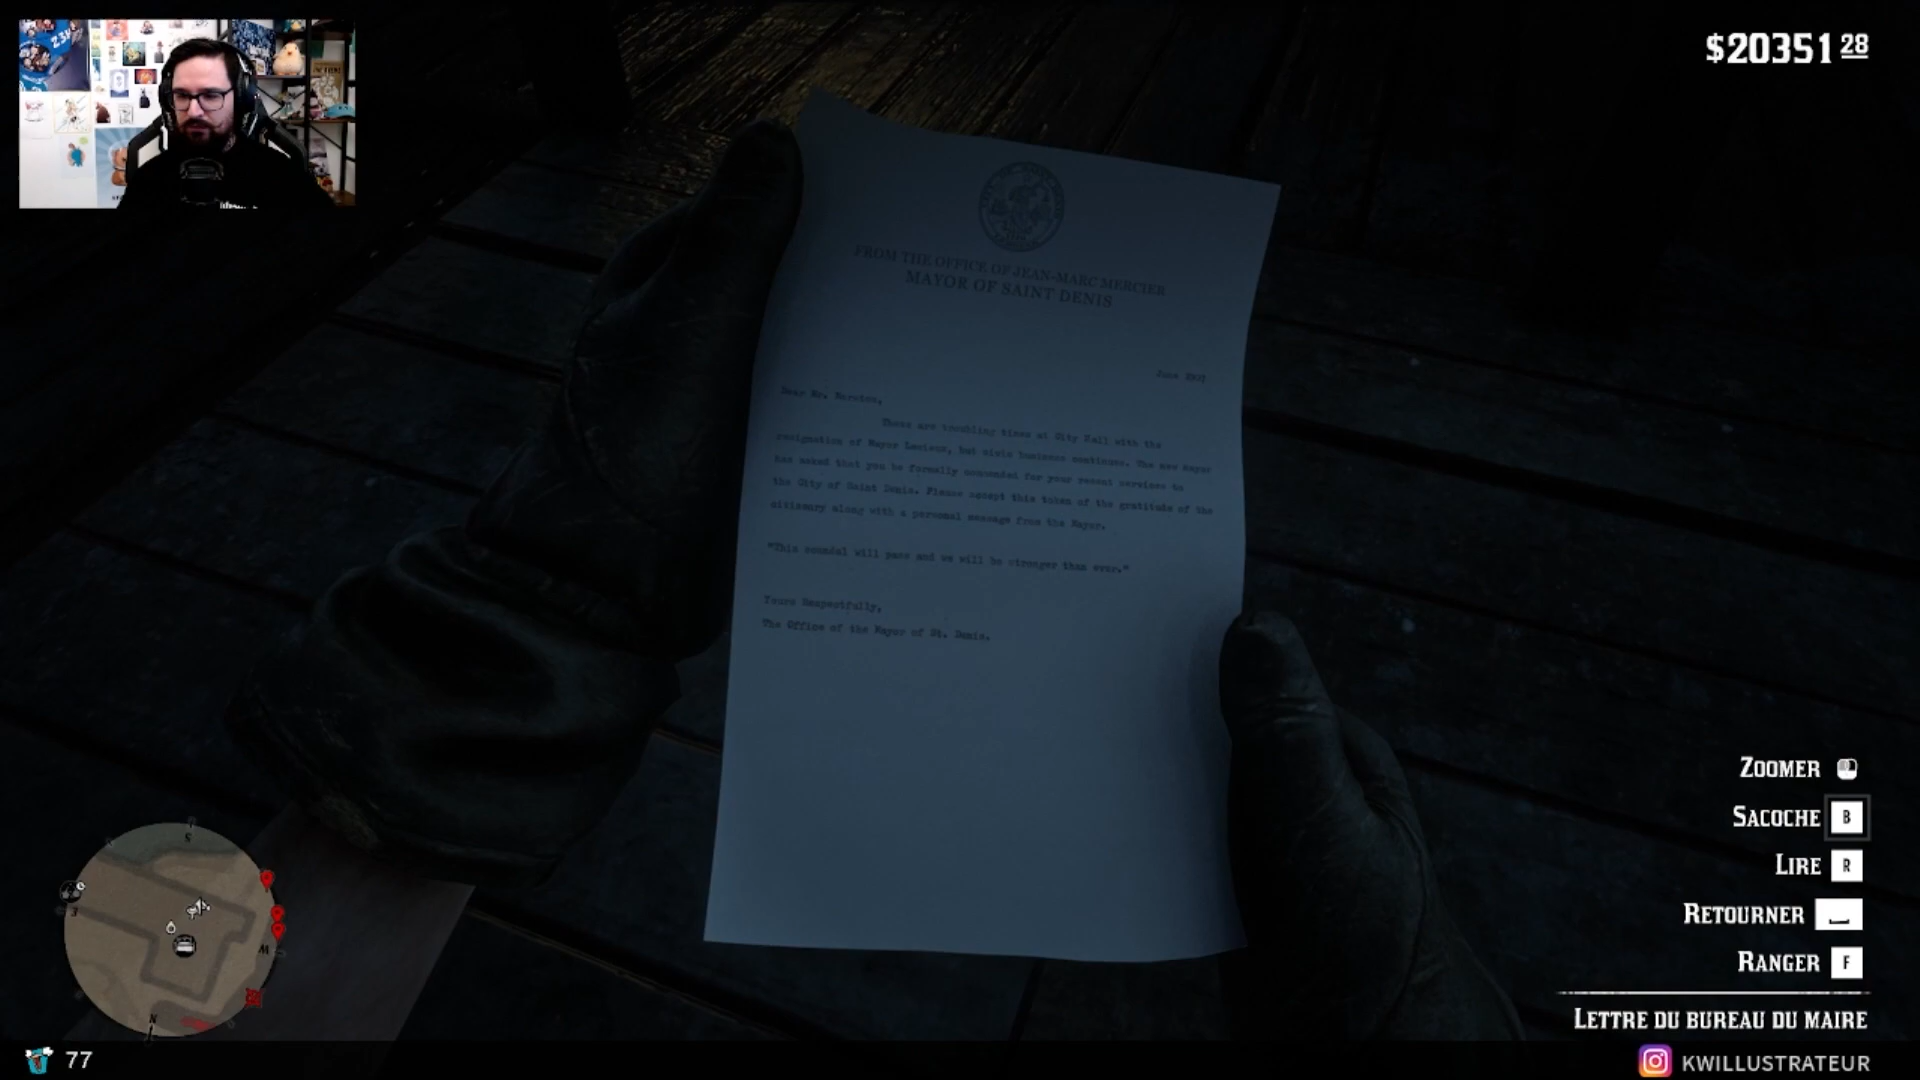 $20351 28
FROM THE OFFICE OF JEAN-MARC MERCIER
MAYOR OF SAINT DENIS
June
Dear Mr.
These are troubling times at City Hall with the
resignation of Mayor Lemieux, but civic business continues. The new Mayor
has asked that you be formally commended for your recent services to
the City of Saint Denis. Please accept this token of the gratitude of the
citizenry along with a personal message from the Mayor.
"This scandal will pass and we will be stronger than ever."
Yours Respectfully,
The Office of the Mayor of St. Denis.
ZOOMER
SACOCHE B
LIRE R
RETOURNER
RANGER F
LETTRE DU BUREAU DU MAIRE
S
3
W
N
77
KWILLUSTRATEUR